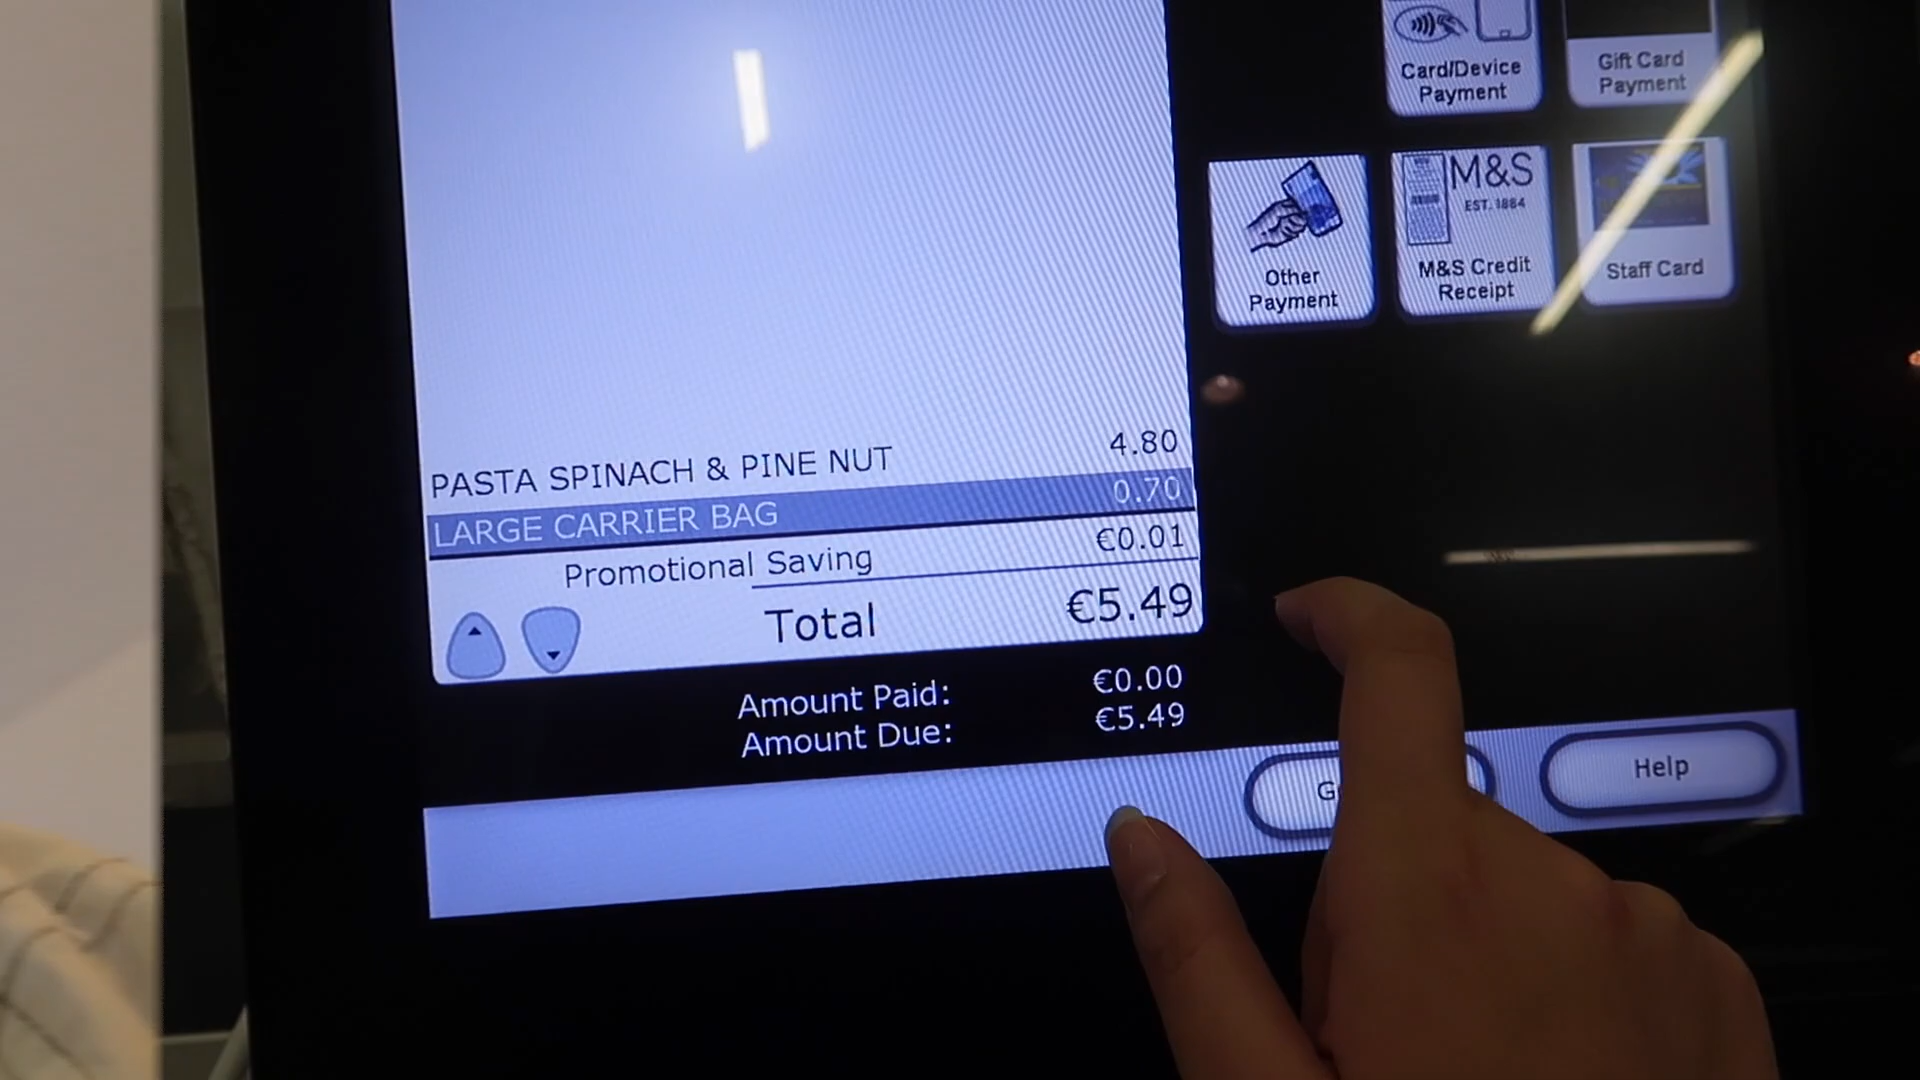 Card/Device
Payment
Gift Card
Payment
Other
Payment
M&S
EST. 1884
M&S Credit
Receipt
Staff Card
PASTA SPINACH & PINE NUT 4.80
LARGE CARRIER BAG 0.70
Promotional Saving €0.01
Total €5.49
Amount Paid: €0.00
Amount Due: €5.49
Help